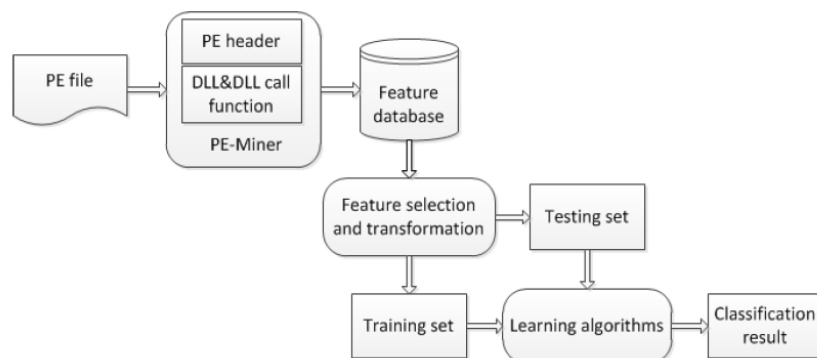 PE file
PE header
DLL&DLL call
function
PE-Miner
Feature
database
Feature selection
and transformation
Testing set
Training set
Learning algorithms
Classification
result